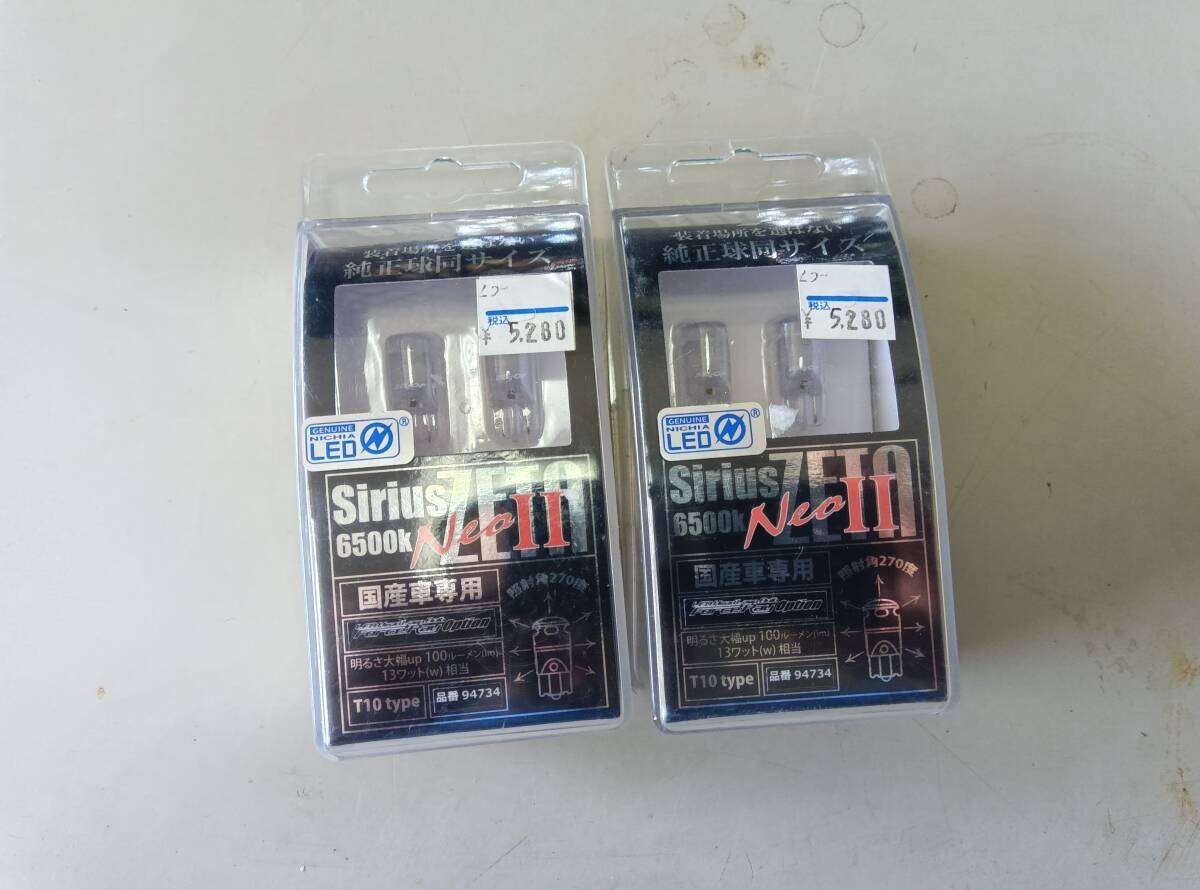 装着場所を選ばない
純正球同サイズ
税込
¥ 5,280
GENUINE
NICHIA
LED ®
Sirius ZETA
6500k Neo II
国産車専用
照射角270度
Option
明るさ大幅up 100ルーメン(lm)
13ワット(w) 相当
T10 type
品番 94734
装着場所を選ばない
純正球同サイズ
税込
¥ 5,280
GENUINE
NICHIA
LED ®
Sirius ZETA
6500k Neo II
国産車専用
照射角270度
Option
明るさ大幅up 100ルーメン(lm)
13ワット(w) 相当
T10 type
品番 94734